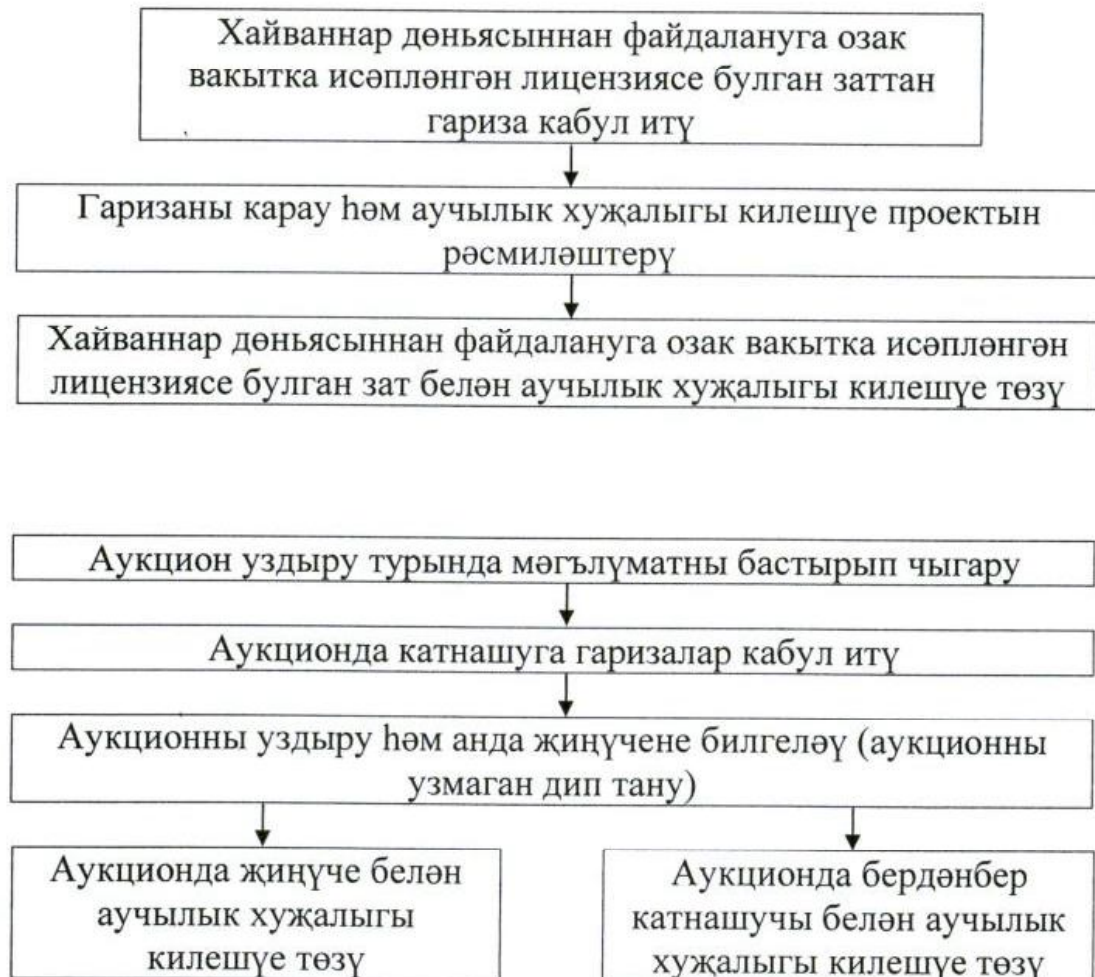 Хайваннар дөньясыннан файдалануга озак
вакытка исәпләнгән лицензиясе булган заттан
гариза кабул итү
Гаризаны карау һәм аучылык хуҗалыгы килешүе проектын
рәсмиләштерү
Хайваннар дөньясыннан файдалануга озак вакытка исәпләнгән
лицензиясе булган зат белән аучылык хуҗалыгы килешүе төзү
Аукцион уздыру турында мәгълүматны бастырып чыгару
Аукционда катнашуга гаризалар кабул итү
Аукционны уздыру һәм анда җиңүчене билгеләү (аукционны
узмаган дип тану)
Аукционда җиңүче белән
аучылык хуҗалыгы
килешүе төзү
Аукционда бердәнбер
катнашучы белән аучылык
хуҗалыгы килешүе төзү